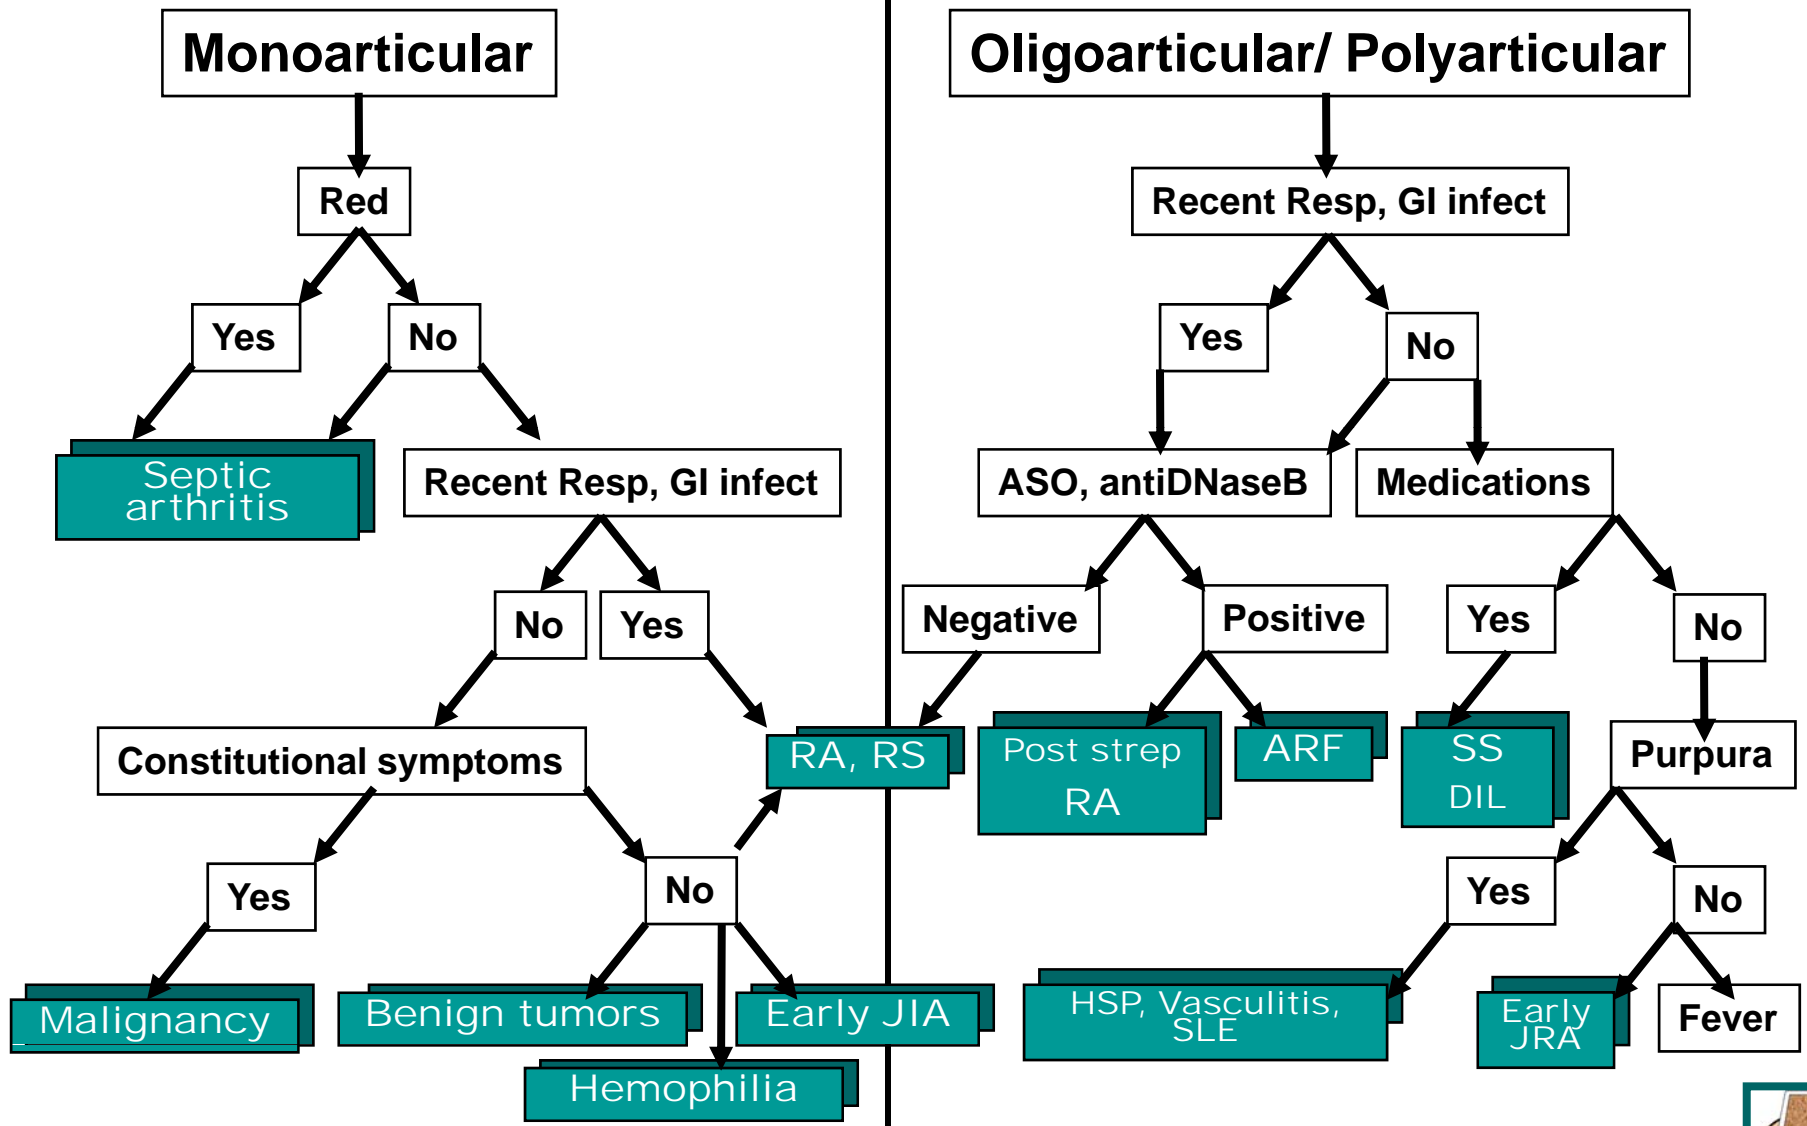 Monoarticular
Red
Yes
No
Septic
arthritis
Recent Resp, GI infect
No
Yes
Constitutional symptoms
RA, RS
Yes
No
Malignancy
Benign tumors
Early JIA
Hemophilia
Oligoarticular/ Polyarticular
Recent Resp, GI infect
Yes
No
ASO, antiDNaseB
Medications
Negative
Positive
Yes
No
Post strep
RA
ARF
SS
DIL
Purpura
Yes
No
HSP, Vasculitis,
SLE
Early
JRA
Fever